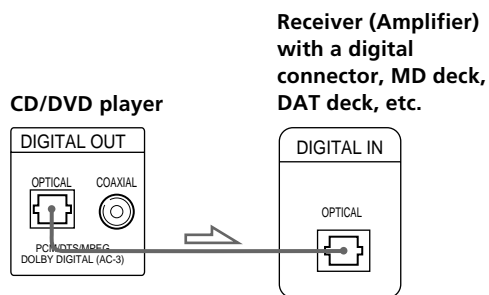 Receiver (Amplifier)
with a digital
connector, MD deck,
DAT deck, etc.
CD/DVD player
DIGITAL OUT
OPTICAL COAXIAL
PCM/DTS/MPEG
DOLBY DIGITAL (AC-3)
DIGITAL IN
OPTICAL